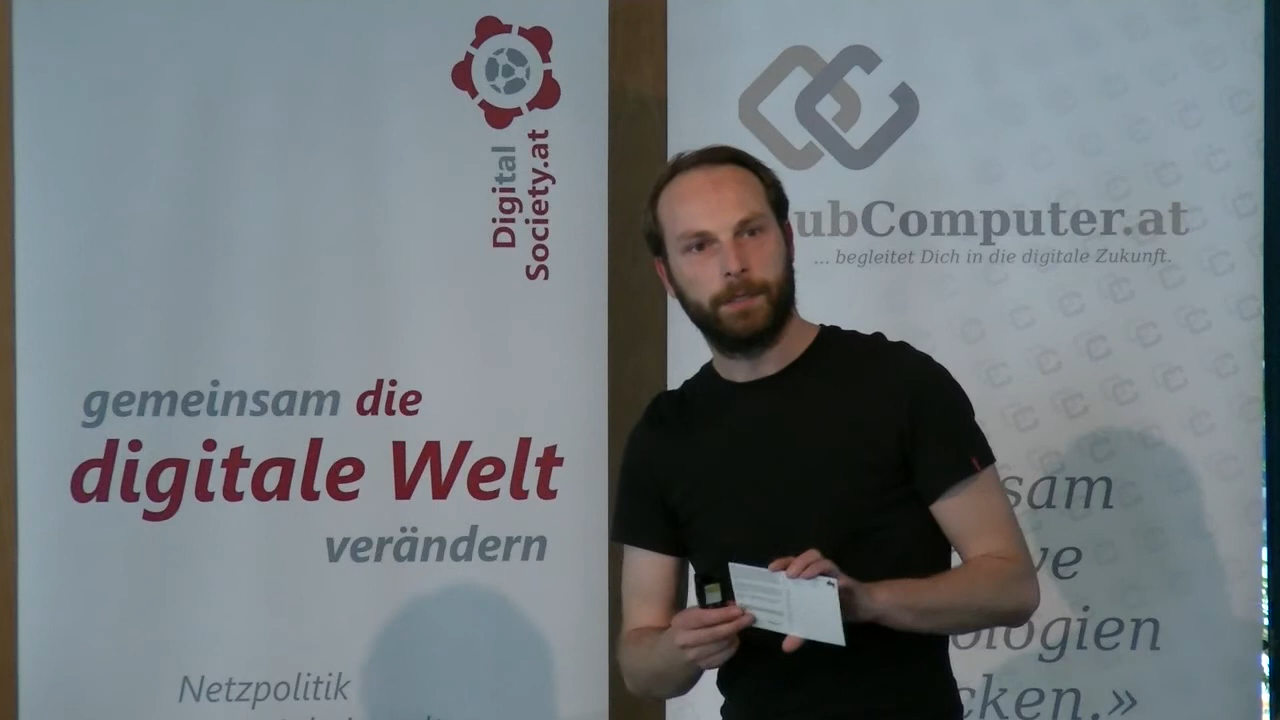 Digital
Society.at
gemeinsam die
digitale Welt
verändern
Netzpolitik
ubComputer.at
... begleitet Dich in die digitale Zukunft.
sam
ve
ologien
cken.»